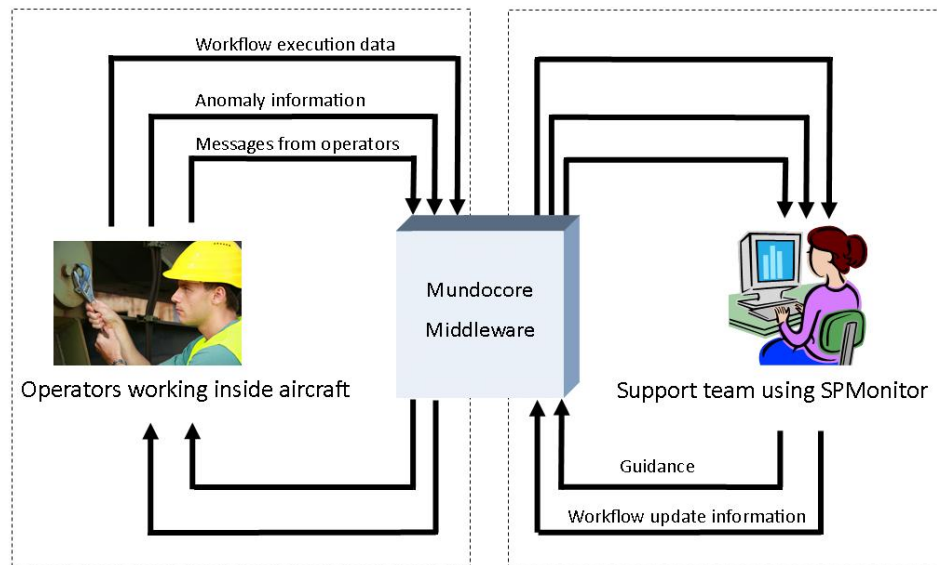 Workflow execution data
Anomaly information
Messages from operators
Mundocore
Middleware
Operators working inside aircraft
Support team using SPMonitor
Guidance
Workflow update information